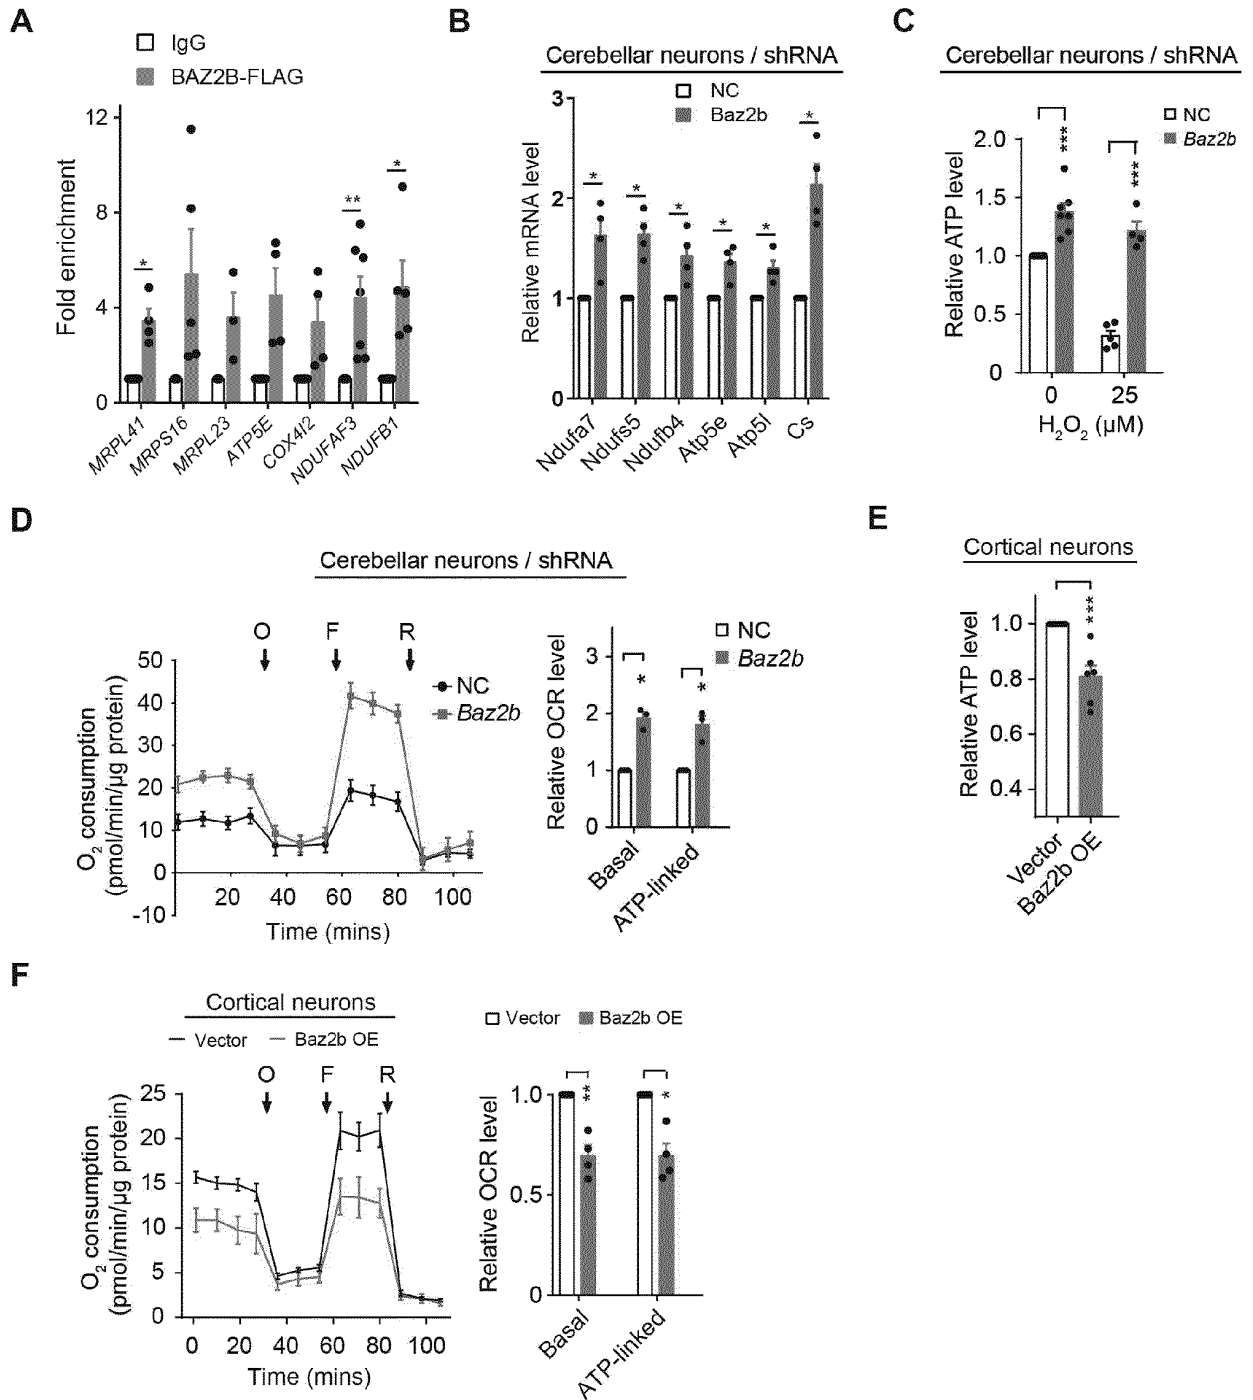 A
IgG
BAZ2B-FLAG
Fold enrichment
12
8
4
0
*
**
*
MRPL41
MRPS16
MRPL23
ATP5E
COX4I2
NDUFAF3
NDUFB1
B
Cerebellar neurons / shRNA
NC
Baz2b
Relative mRNA level
3
2
1
0
*
*
*
*
*
*
Ndufa7
Ndufs5
Ndufb4
Atp5e
Atp5l
Cs
C
Cerebellar neurons / shRNA
NC
Baz2b
Relative ATP level
2.0
1.5
1.0
0.5
0
***
***
0
25
H2O2 (µM)
D
Cerebellar neurons / shRNA
O
F
R
NC
Baz2b
O2 consumption
(pmol/min/µg protein)
50
40
30
20
10
0
-10
20
40
60
80
100
Time (mins)
NC
Baz2b
Relative OCR level
3
2
1
0
*
*
Basal
ATP-linked
E
Cortical neurons
Relative ATP level
1.0
0.8
0.6
0.4
***
Vector
Baz2b OE
F
Cortical neurons
Vector
Baz2b OE
O
F
R
O2 consumption
(pmol/min/µg protein)
25
20
15
10
5
0
0
20
40
60
80
100
Time (mins)
Vector
Baz2b OE
Relative OCR level
1.0
0.5
0
**
*
Basal
ATP-linked